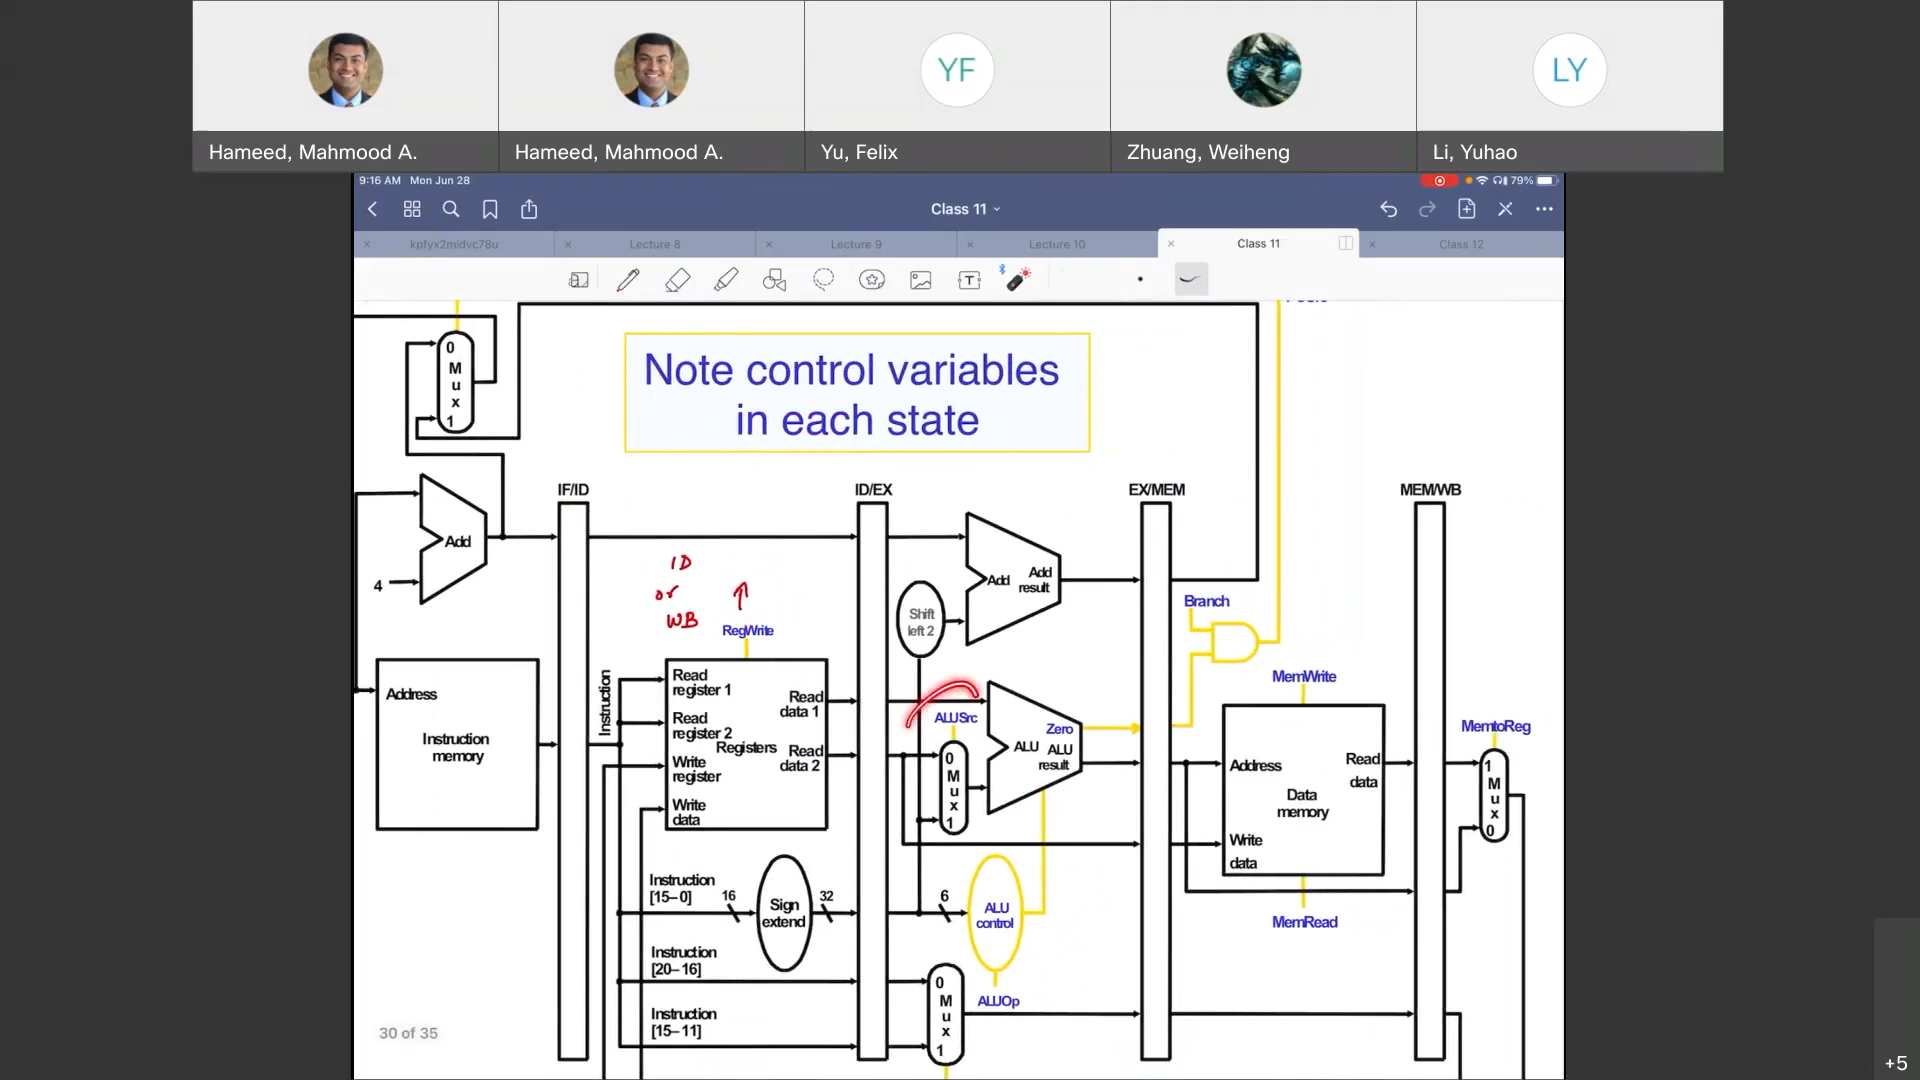 YF
LY
Hameed, Mahmood A.
Hameed, Mahmood A.
Yu, Felix
Zhuang, Weiheng
Li, Yuhao
9:16 AM Mon Jun 28
79%
Class 11
kpfyx2midvc78u
Lecture 8
Lecture 9
Lecture 10
Class 11
Class 12
T
0
M
u
x
1
Note control variables
in each state
IF/ID
ID/EX
EX/MEM
MEM/WB
Add
4
ID
or
WB
RegWrite
Shift
left 2
Add
Add
result
Branch
Address
Instruction
memory
Instruction
Read
register 1
Read
register 2
Write
register
Write
data
Registers
Read
data 1
Read
data 2
ALUSrc
0
M
u
x
1
Zero
ALU
ALU
result
MemWrite
Address
Read
data
Data
memory
Write
data
MemRead
MemtoReg
1
M
u
x
0
Instruction
[15–0]
16
Sign
extend
32
6
ALU
control
ALUOp
Instruction
[20–16]
Instruction
[15–11]
0
M
u
x
1
30 of 35
+5